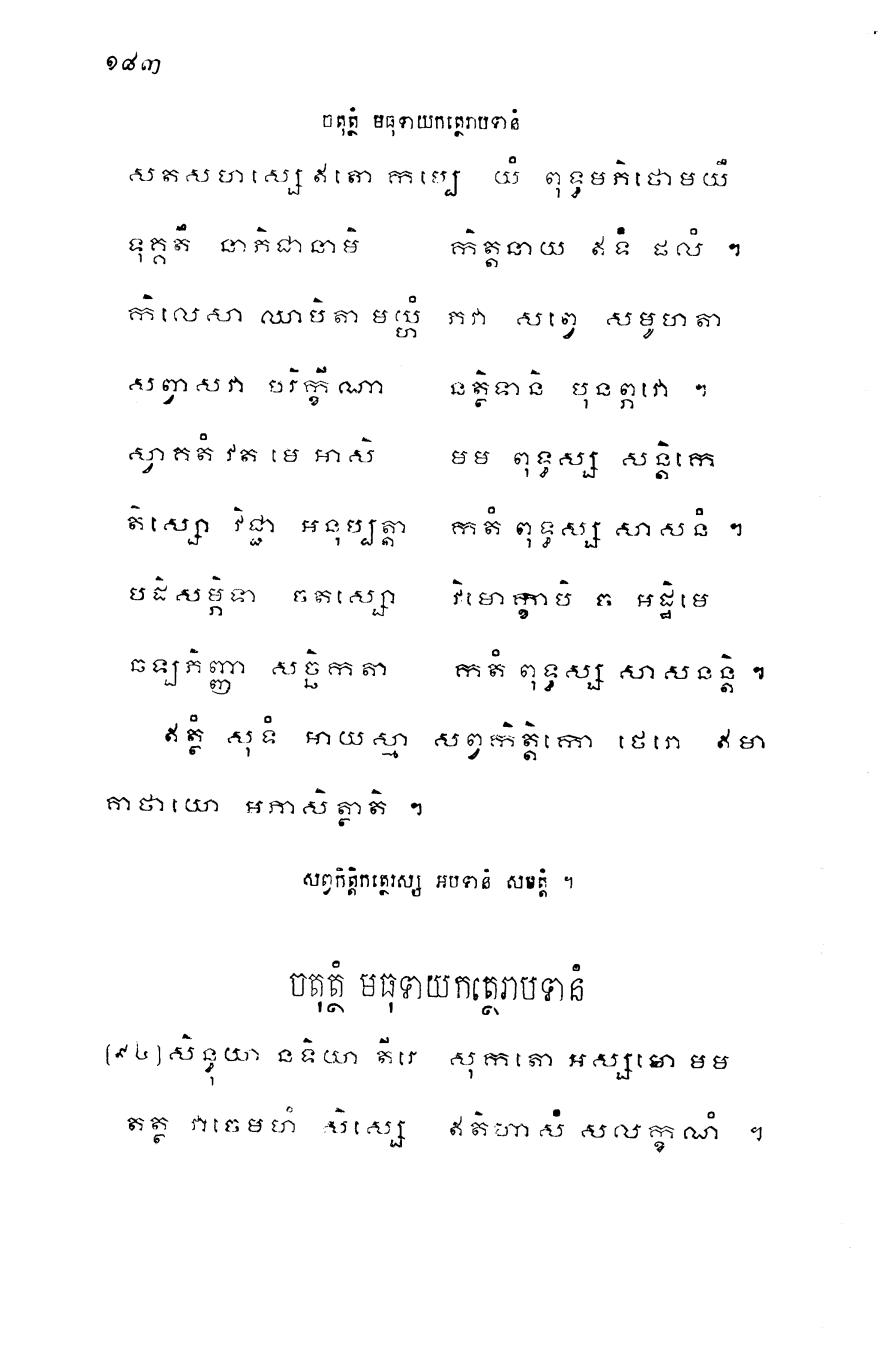 ១៨៣
ចតុត្ថំ មធុទាយកត្ថេរាបទានំ
សតសហស្សេ ឥតោ កប្បេ យំ ពុទ្ធមភិថោមយឹ
ទុគ្គតឹ នាភិជានាមិ កិត្តនាយ ឥទំ ផលំ ។
កិលេសា ឈាបិតា មយ្ហំ ភវា សព្វេ សមូហតា
សព្វាសវា បរិក្ខីណា នត្ថិទានិ បុនព្ភវោ ។
ស្វាគតំ វត មេ អាសិ មម ពុទ្ធស្ស សន្តិកេ
តិស្សោ វិជ្ជា អនុប្បត្តា កតំ ពុទ្ធស្ស សាសនំ ។
បដិសម្ភិទា ចតស្សោ វិមោក្ខាបិ ច អដ្ឋិមេ
ឆឡភិញ្ញា សច្ឆិកតា កតំ ពុទ្ធស្ស សាសនន្តិ ។
ឥត្ថំ សុទំ អាយស្មា សព្វកិត្តិកោ ថេរោ ឥមា
គាថាយោ អភាសិត្ថាតិ ។
សព្វកិត្តិកត្ថេរស្ស អបទានំ សមត្តំ ។
ចតុត្ថំ មធុទាយកត្ថេរាបទានំ
(៩៤) សិន្ធុយា នទិយា តីរេ សុកតោ អស្សមោ មម
តត្ថ វាចេមហំ សិស្សេ ឥតិហាសំ សលក្ខណំ ។